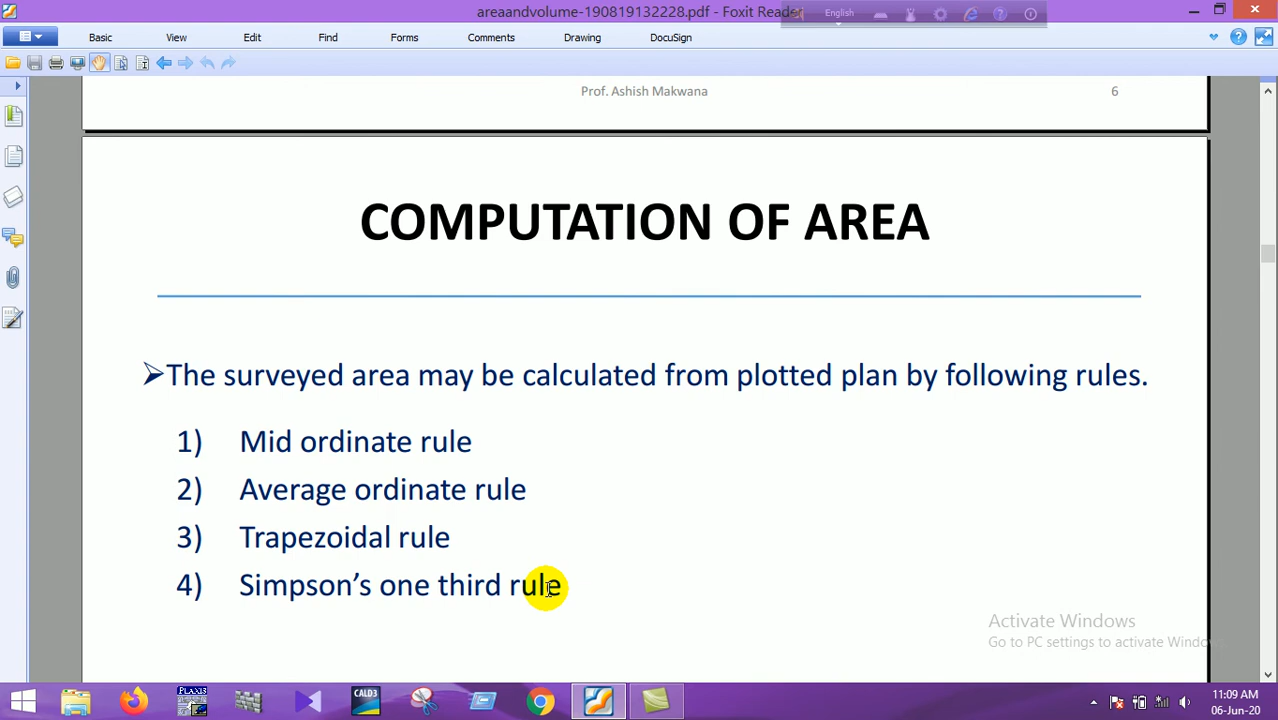 areaandvolume-190819132228.pdf - Foxit Reader
English
Basic View Edit Find Forms Comments Drawing DocuSign
Prof. Ashish Makwana 6
COMPUTATION OF AREA
➢The surveyed area may be calculated from plotted plan by following rules.
1) Mid ordinate rule
2) Average ordinate rule
3) Trapezoidal rule
4) Simpson’s one third rule
Activate Windows
Go to PC settings to activate Windows.
PLAXIS
CALD3
11:09 AM
06-Jun-20